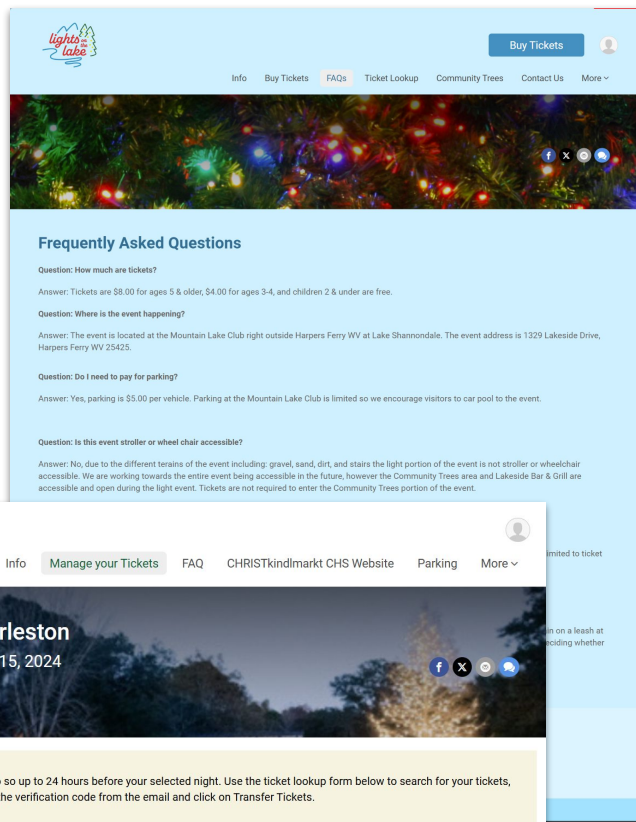 lights on the lake
Buy Tickets
Info Buy Tickets FAQs Ticket Lookup Community Trees Contact Us More
Frequently Asked Questions
Question: How much are tickets?
Answer: Tickets are $8.00 for ages 5 & older, $4.00 for ages 3-4, and children 2 & under are free.
Question: Where is the event happening?
Answer: The event is located at the Mountain Lake Club right outside Harpers Ferry WV at Lake Shannondale. The event address is 1329 Lakeside Drive,
Harpers Ferry WV 25425.
Question: Do I need to pay for parking?
Answer: Yes, parking is $5.00 per vehicle. Parking at the Mountain Lake Club is limited so we encourage visitors to car pool to the event.
Question: Is this event stroller or wheel chair accessible?
Answer: No, due to the different terains of the event including: gravel, sand, dirt, and stairs the light portion of the event is not stroller or wheelchair
accessible. We are working towards the entire event being accessible in the future, however the Community Trees area and Lakeside Bar & Grill are
accessible and open during the light event. Tickets are not required to enter the Community Trees portion of the event.
imited to ticket
in on a leash at
eciding whether
Info Manage your Tickets FAQ CHRISTkindlmarkt CHS Website Parking More
rleston
15, 2024
so up to 24 hours before your selected night. Use the ticket lookup form below to search for your tickets,
the verification code from the email and click on Transfer Tickets.